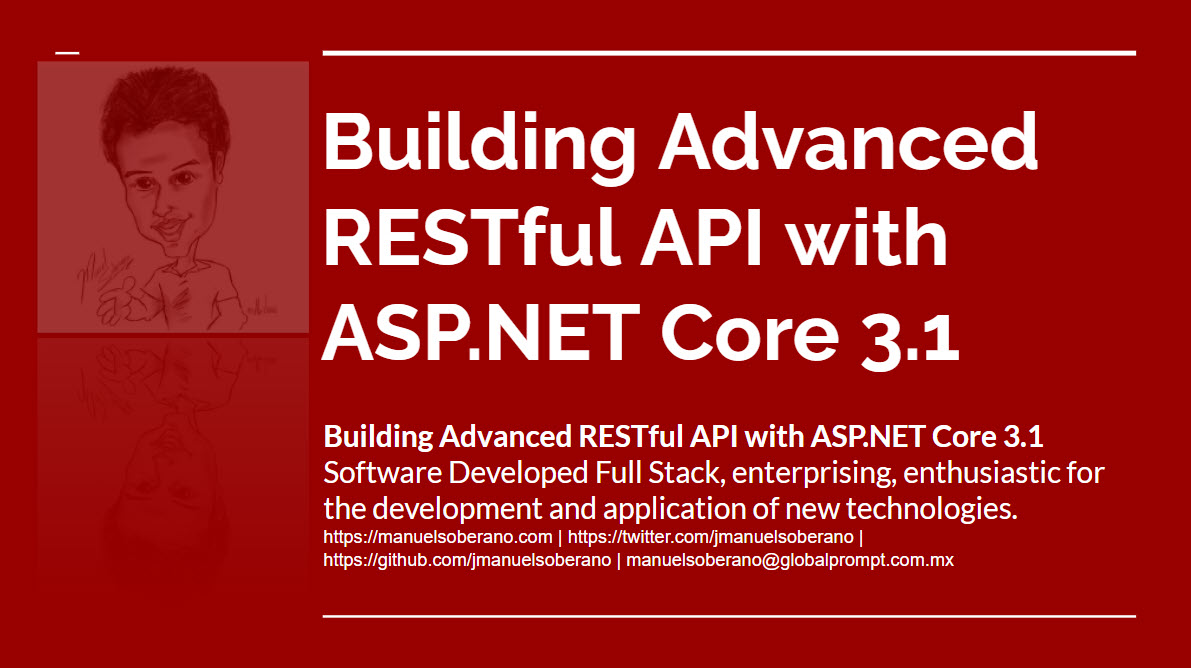 Building Advanced
RESTful API with
ASP.NET Core 3.1
Building Advanced RESTful API with ASP.NET Core 3.1
Software Developed Full Stack, enterprising, enthusiastic for
the development and application of new technologies.
https://manuelsoberano.com | https://twitter.com/jmanuelsoberano |
https://github.com/jmanuelsoberano | manuelsoberano@globalprompt.com.mx